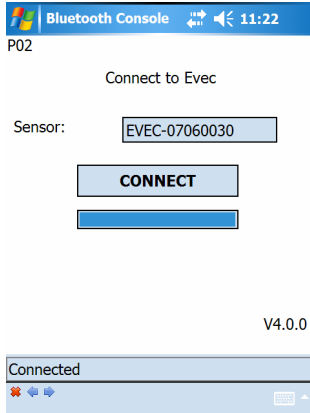 Bluetooth Console 11:22
P02
Connect to Evec
Sensor: EVEC-07060030
CONNECT
V4.0.0
Connected